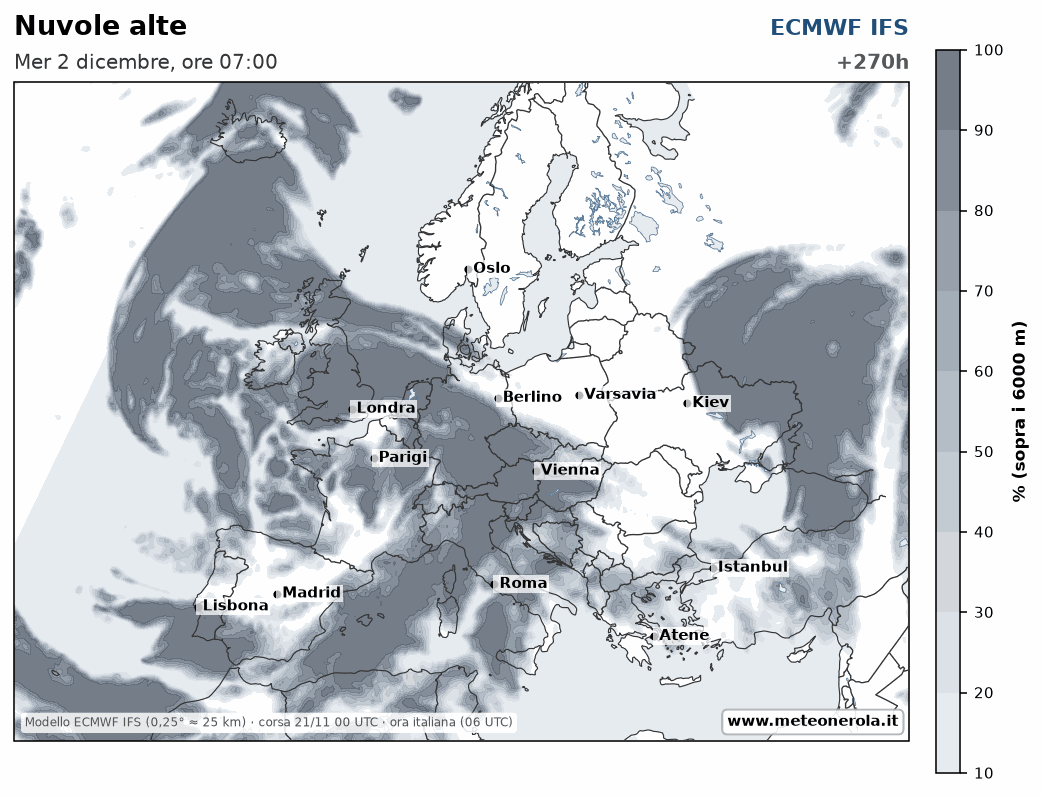 Nuvole alte
ECMWF IFS
Mer 2 dicembre, ore 07:00
+270h
100
90
80
70
60
50
40
30
20
10
% (sopra i 6000 m)
Oslo
Berlino
Varsavia
Kiev
Londra
Parigi
Vienna
Istanbul
Roma
Madrid
Lisbona
Atene
Modello ECMWF IFS (0,25° ≈ 25 km) · corsa 21/11 00 UTC · ora italiana (06 UTC)
www.meteonerola.it